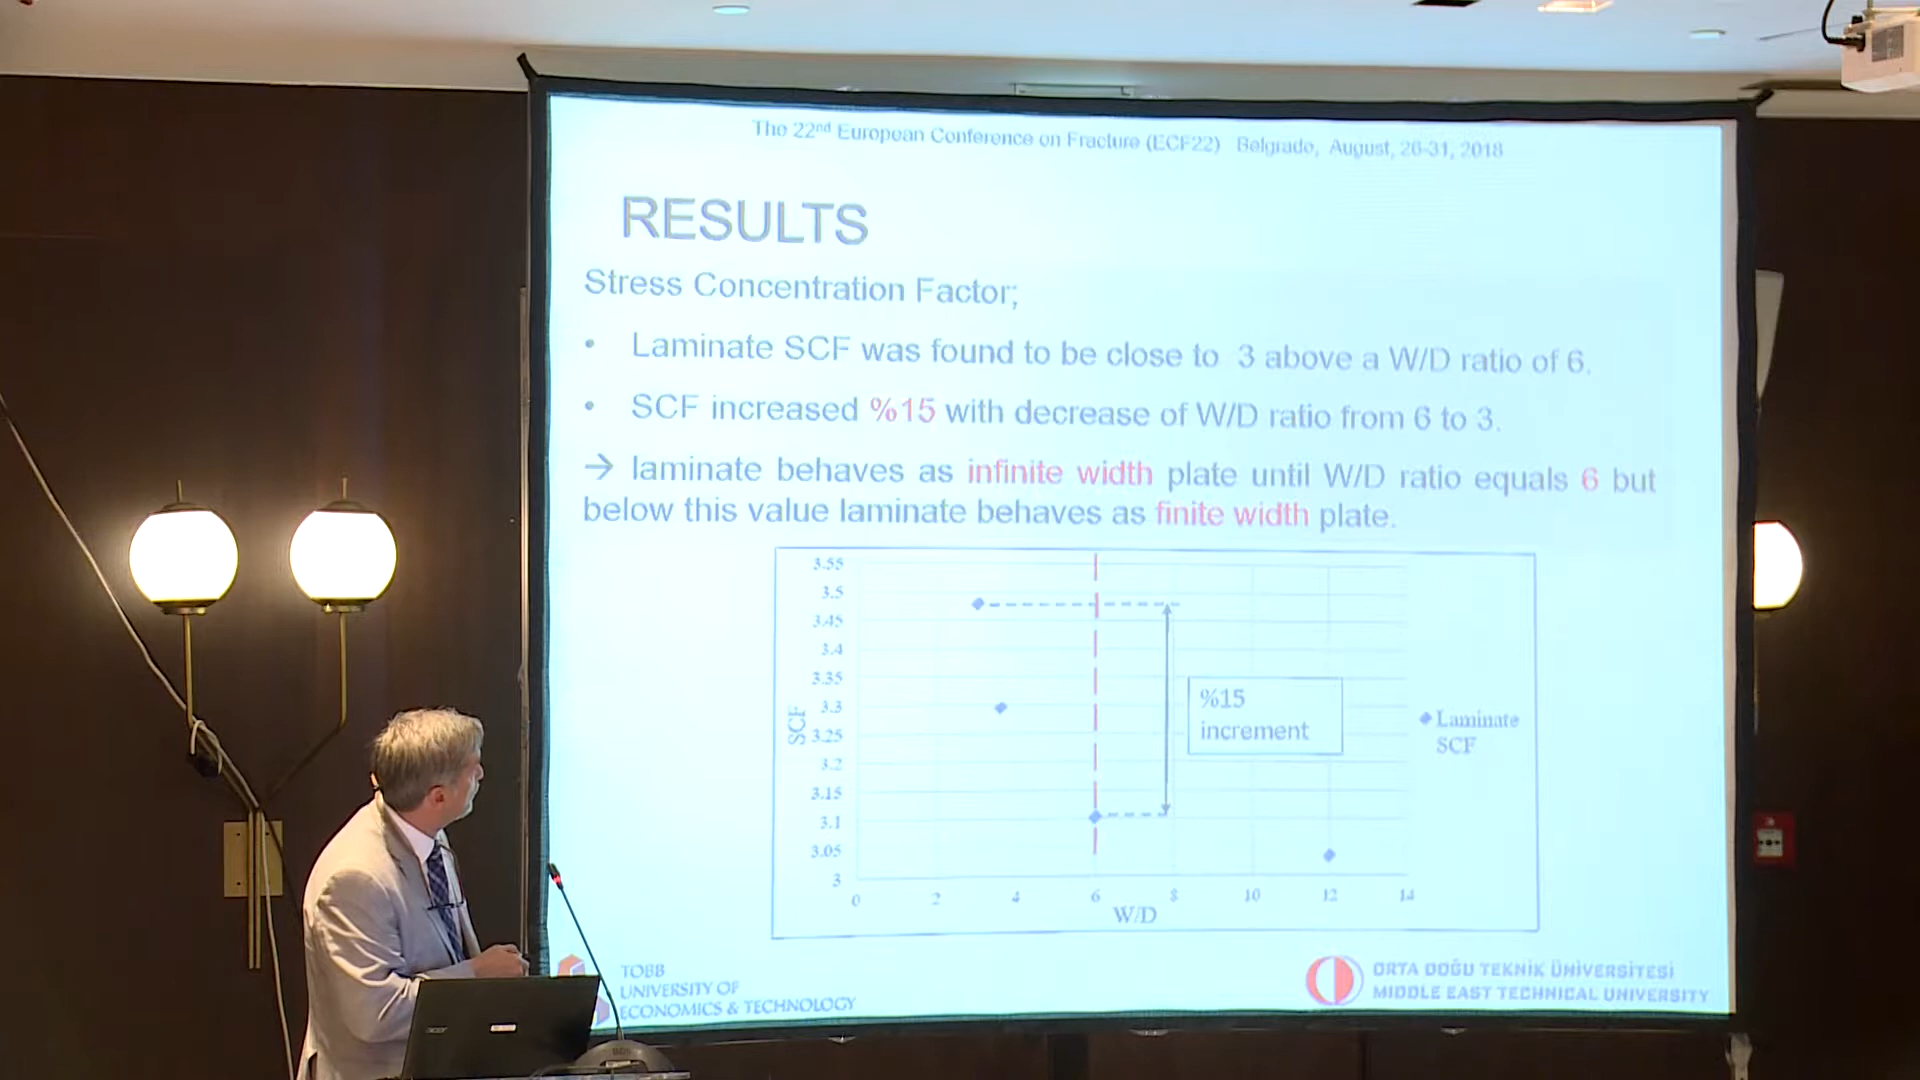 The 22nd European Conference on Fracture (ECF22) Belgrade, August, 26-31, 2018
RESULTS
Stress Concentration Factor;
• Laminate SCF was found to be close to 3 above a W/D ratio of 6.
• SCF increased %15 with decrease of W/D ratio from 6 to 3.
→ laminate behaves as infinite width plate until W/D ratio equals 6 but
below this value laminate behaves as finite width plate.
3.55
3.5
3.45
3.4
3.35
3.3
3.25
3.2
3.15
3.1
3.05
3
SCF
0 2 4 6 8 10 12 14
W/D
%15
increment
Laminate
SCF
TOBB
UNIVERSITY OF
ECONOMICS & TECHNOLOGY
ORTA DOĞU TEKNİK ÜNİVERSİTESİ
MIDDLE EAST TECHNICAL UNIVERSITY
acer